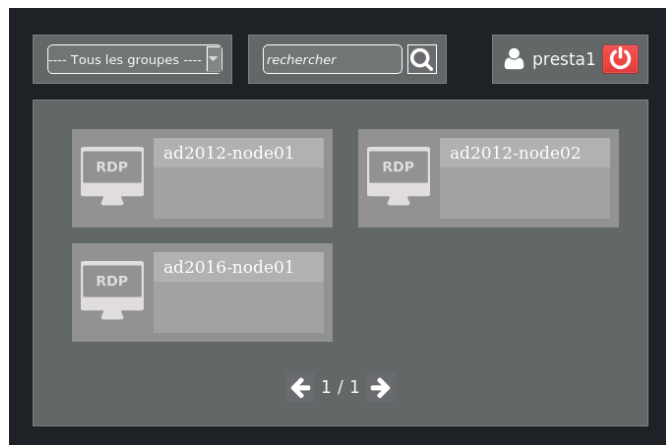 ---- Tous les groupes ----
rechercher
presta1
RDP
ad2012-node01
RDP
ad2012-node02
RDP
ad2016-node01
1 / 1